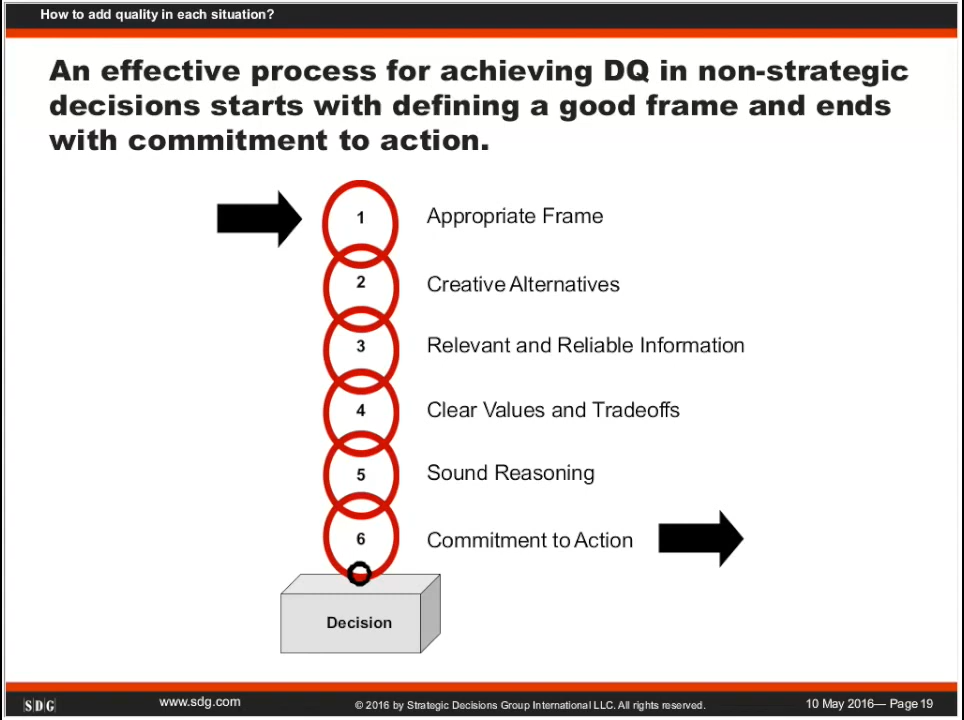 How to add quality in each situation?
An effective process for achieving DQ in non-strategic
decisions starts with defining a good frame and ends
with commitment to action.
1 Appropriate Frame
2 Creative Alternatives
3 Relevant and Reliable Information
4 Clear Values and Tradeoffs
5 Sound Reasoning
6 Commitment to Action
Decision
SDG www.sdg.com © 2016 by Strategic Decisions Group International LLC. All rights reserved. 10 May 2016— Page 19